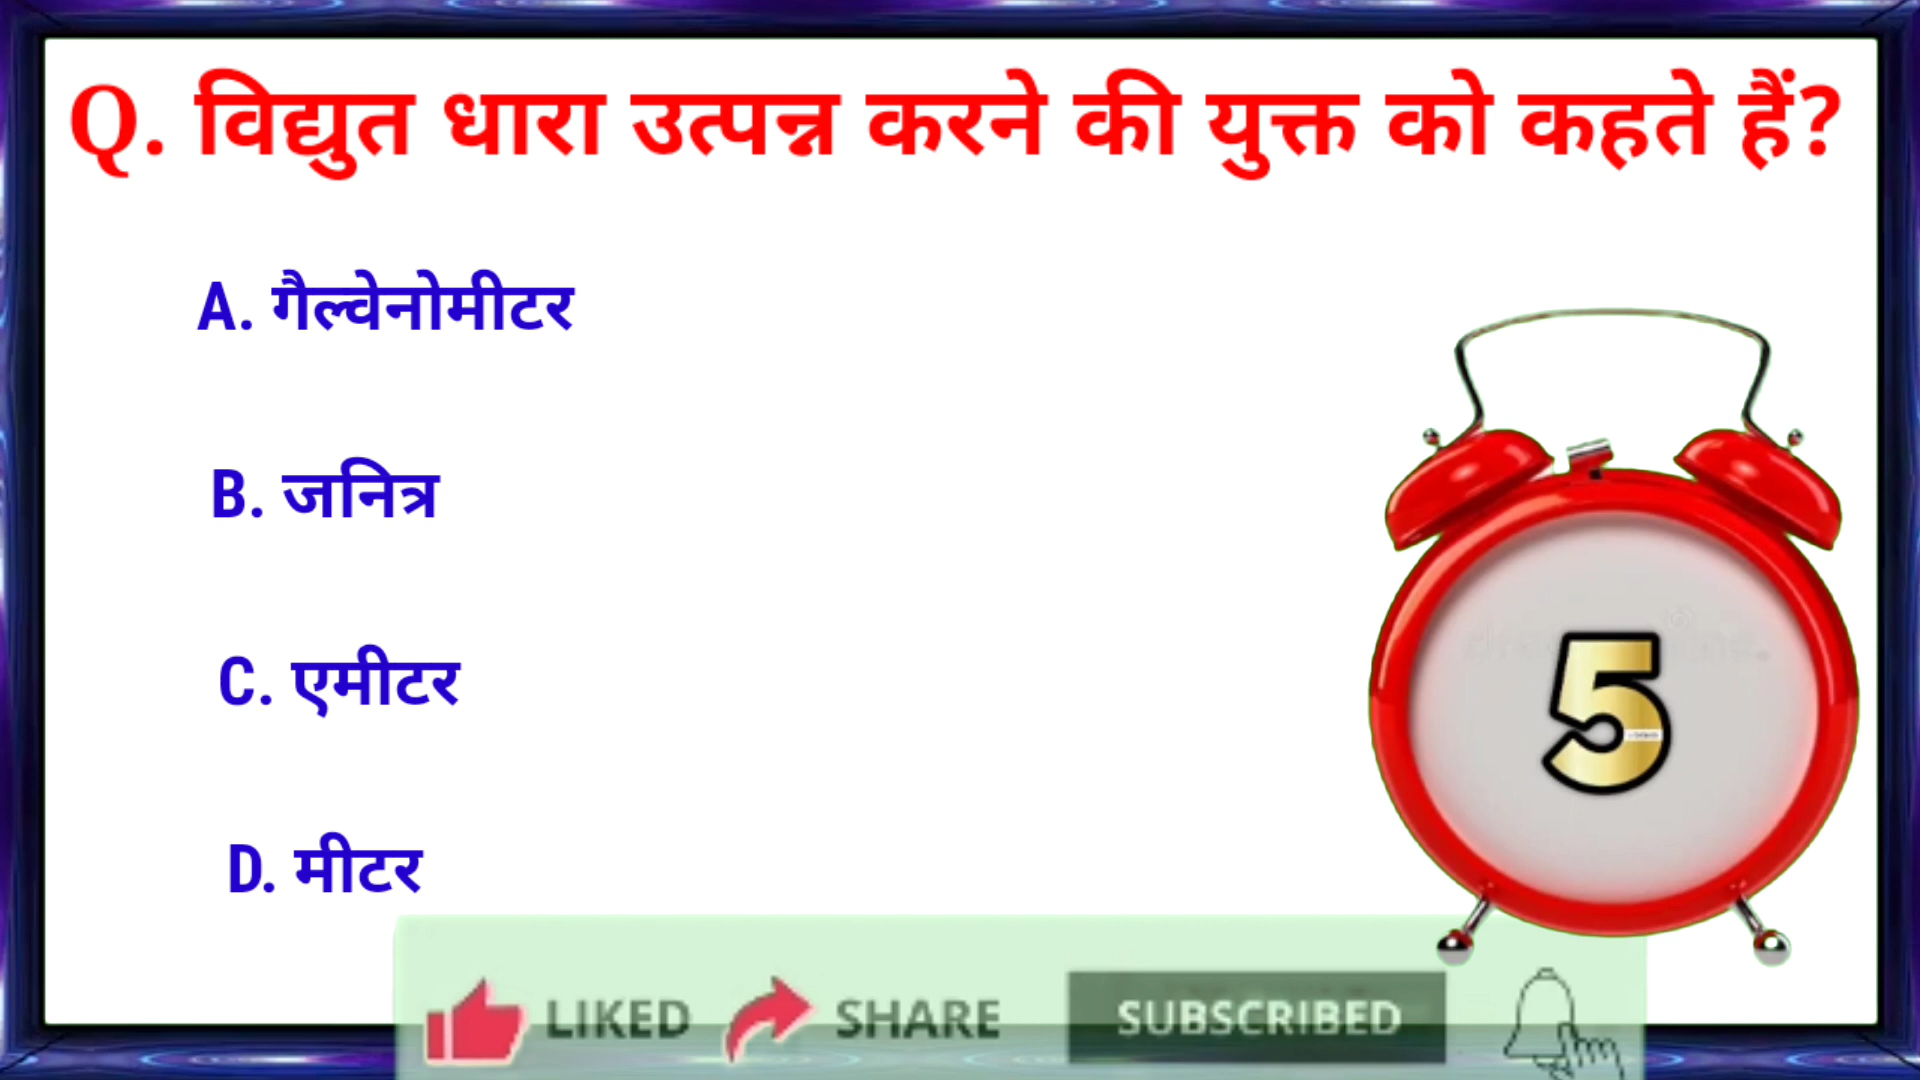 Q. विद्युत धारा उत्पन्न करने की युक्त को कहते हैं?
A. गैल्वेनोमीटर
B. जनित्र
C. एमीटर
D. मीटर
5
LIKED SHARE SUBSCRIBED